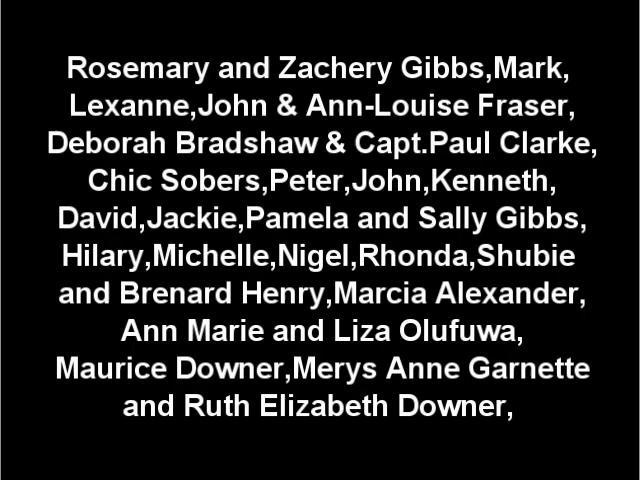 Rosemary and Zachery Gibbs,Mark,
Lexanne,John & Ann-Louise Fraser,
Deborah Bradshaw & Capt.Paul Clarke,
Chic Sobers,Peter,John,Kenneth,
David,Jackie,Pamela and Sally Gibbs,
Hilary,Michelle,Nigel,Rhonda,Shubie
and Brenard Henry,Marcia Alexander,
Ann Marie and Liza Olufuwa,
Maurice Downer,Merys Anne Garnette
and Ruth Elizabeth Downer,